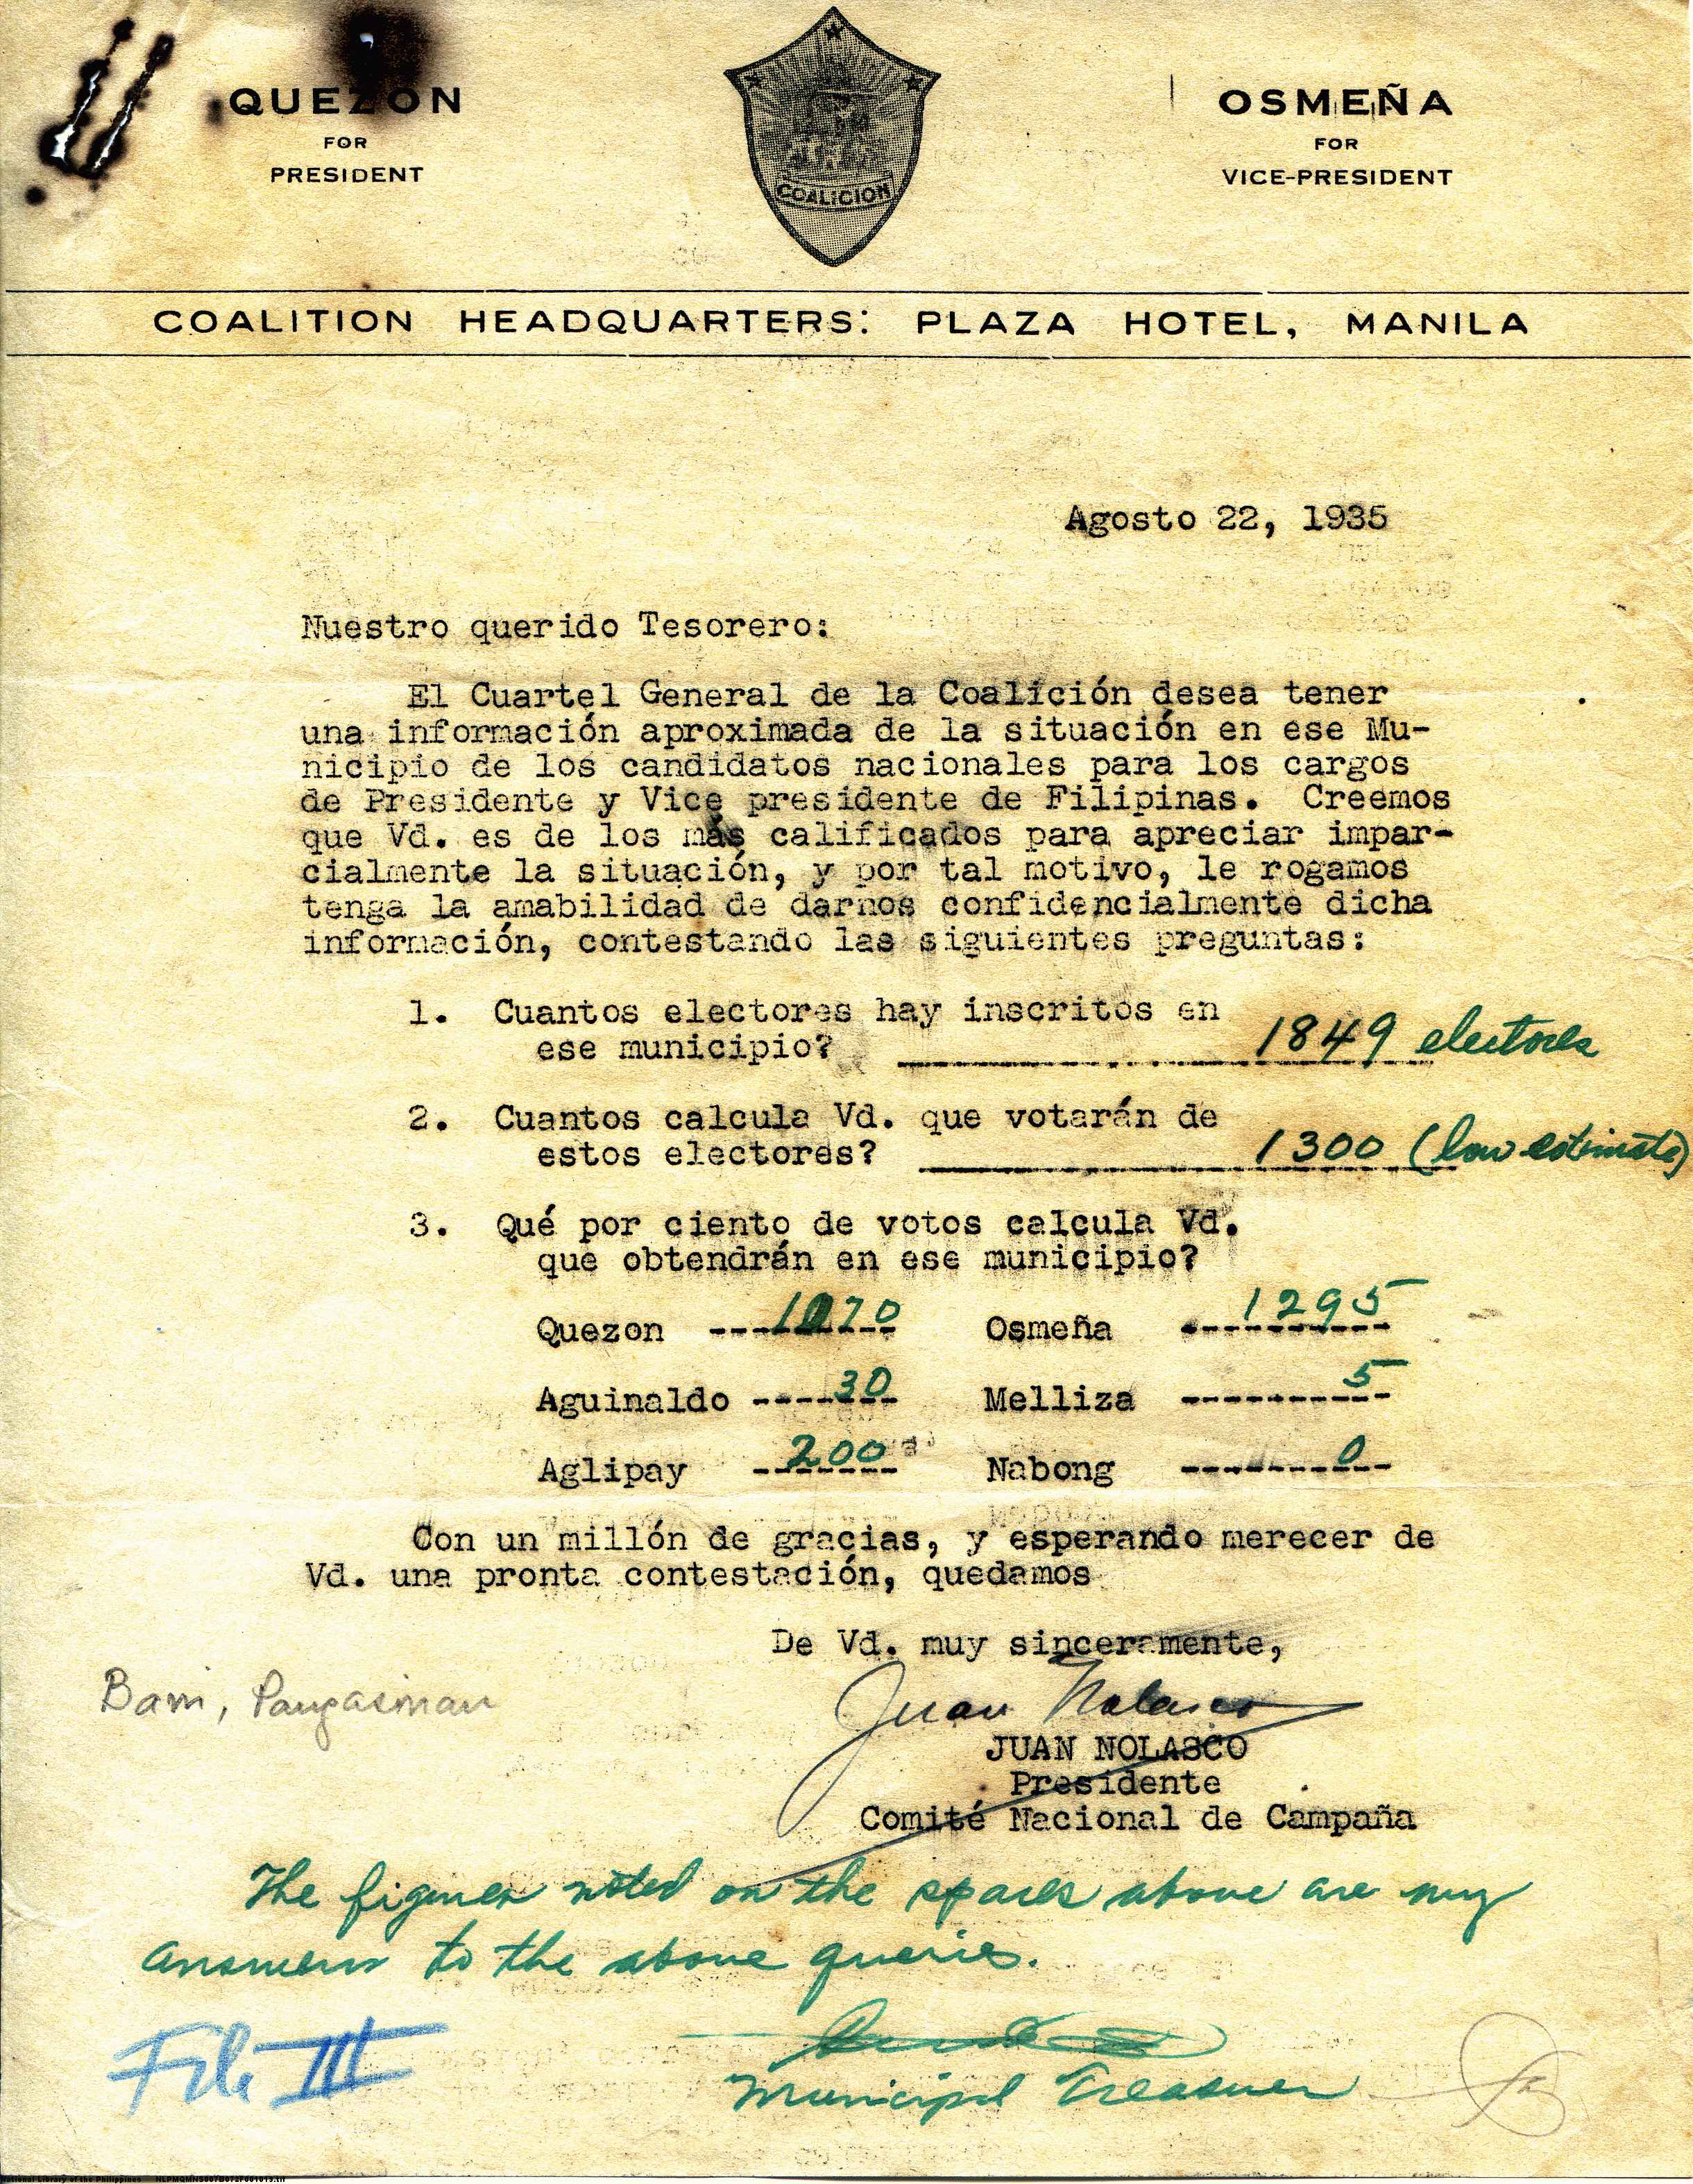 QUEZON
FOR
PRESIDENT
COALICION
OSMEÑA
FOR
VICE-PRESIDENT
COALITION HEADQUARTERS: PLAZA HOTEL, MANILA
Agosto 22, 1935
Nuestro querido Tesorero:
El Cuartel General de la Coalición desea tener
una información aproximada de la situación en ese Mu-
nicipio de los candidatos nacionales para los cargos
de Presidente y Vice presidente de Filipinas. Creemos
que Vd. es de los más calificados para apreciar impar-
cialmente la situación, y por tal motivo, le rogamos
tenga la amabilidad de darnos confidencialmente dicha
información, contestando las siguientes preguntas:
1. Cuantos electores hay inscritos en
ese municipio? 1849 electores
2. Cuantos calcula Vd. que votarán de
estos electores? 1300 (low estimate)
3. Qué por ciento de votos calcula Vd.
que obtendrán en ese municipio?
Quezon 1070 Osmeña 1295
Aguinaldo 30 Melliza 5
Aglipay 200 Nabong 0
Con un millón de gracias, y esperando merecer de
Vd. una pronta contestación, quedamos
De Vd. muy sinceramente,
Juan Nolasco
Bani, Pangasinan
JUAN NOLASCO
Presidente
Comité Nacional de Campaña
The figures noted on the spaces above are my
answers to the above queries.
File III
Municipal Treasurer